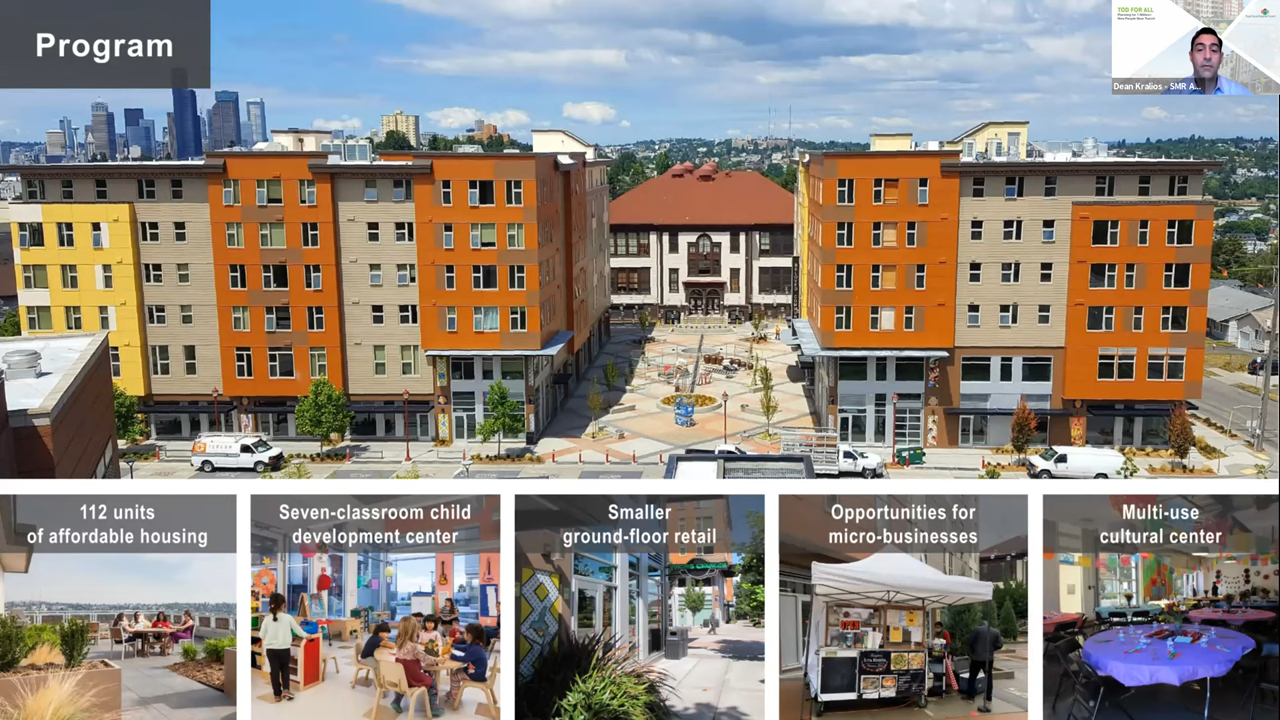 Program
TOD FOR ALL
Dean Kralios - SMR A...
112 units
of affordable housing
Seven-classroom child
development center
Smaller
ground-floor retail
Opportunities for
micro-businesses
OPEN
Multi-use
cultural center